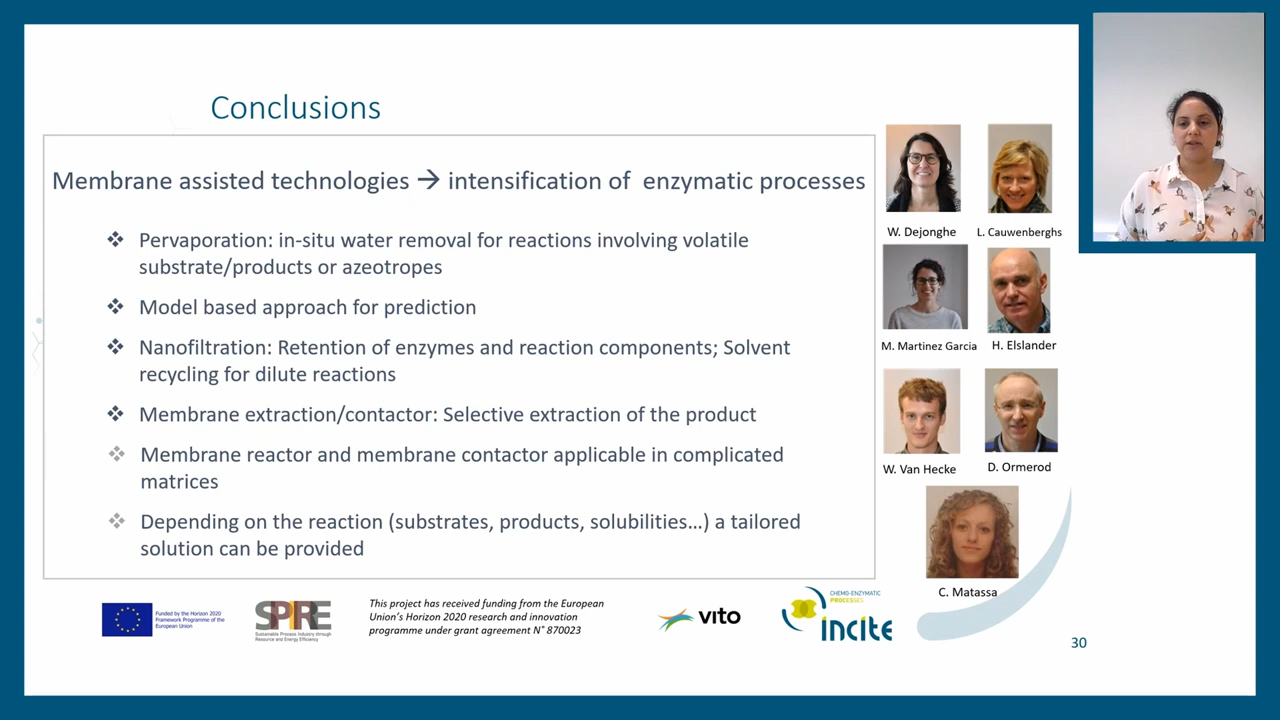 Conclusions
Membrane assisted technologies → intensification of enzymatic processes
❖ Pervaporation: in-situ water removal for reactions involving volatile
substrate/products or azeotropes
❖ Model based approach for prediction
❖ Nanofiltration: Retention of enzymes and reaction components; Solvent
recycling for dilute reactions
❖ Membrane extraction/contactor: Selective extraction of the product
❖ Membrane reactor and membrane contactor applicable in complicated
matrices
❖ Depending on the reaction (substrates, products, solubilities…) a tailored
solution can be provided
W. Dejonghe
L. Cauwenberghs
M. Martinez Garcia
H. Elslander
W. Van Hecke
D. Ormerod
C. Matassa
Funded by the Horizon 2020
Framework Programme of the
European Union
SPIRE
Sustainable Process Industry through
Resource and Energy Efficiency
This project has received funding from the European
Union's Horizon 2020 research and innovation
programme under grant agreement N° 870023
vito
CHEMO-ENZYMATIC
PROCESSES
incite
30